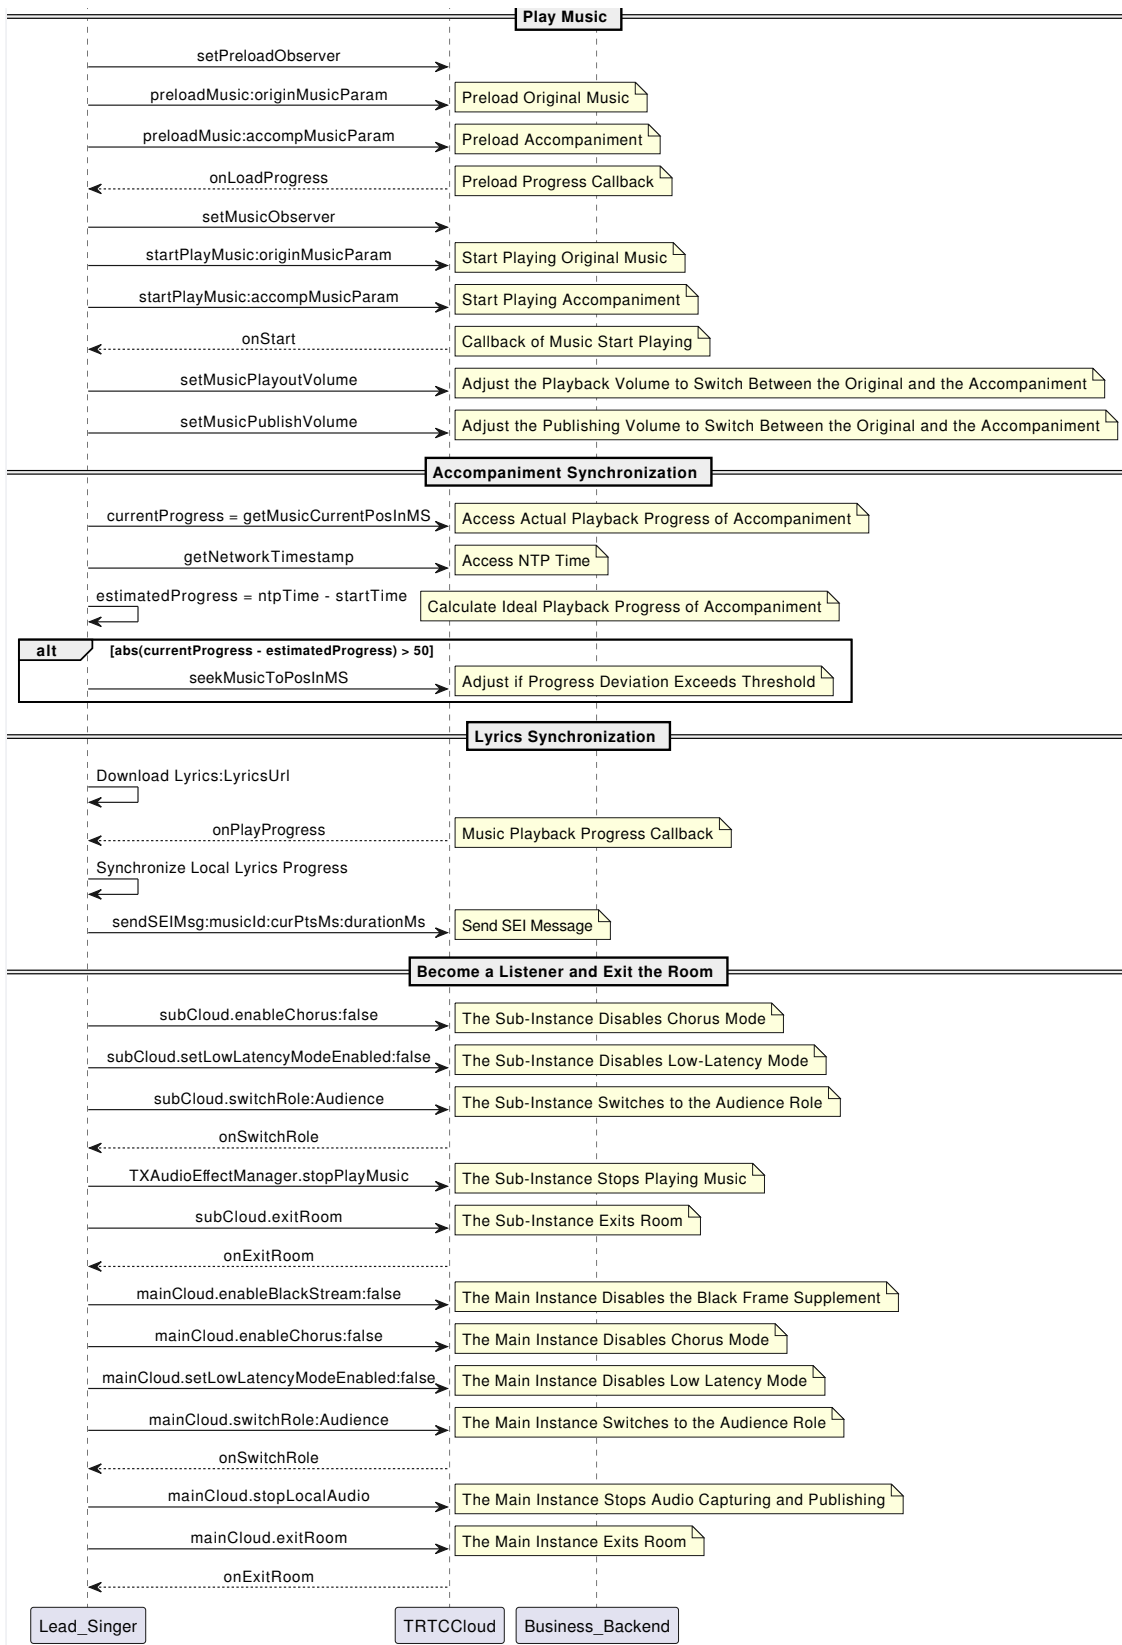 Play Music
setPreloadObserver
preloadMusic:originMusicParam
Preload Original Music
preloadMusic:accompMusicParam
Preload Accompaniment
onLoadProgress
Preload Progress Callback
setMusicObserver
startPlayMusic:originMusicParam
Start Playing Original Music
startPlayMusic:accompMusicParam
Start Playing Accompaniment
onStart
Callback of Music Start Playing
setMusicPlayoutVolume
Adjust the Playback Volume to Switch Between the Original and the Accompaniment
setMusicPublishVolume
Adjust the Publishing Volume to Switch Between the Original and the Accompaniment
Accompaniment Synchronization
currentProgress = getMusicCurrentPosInMS
Access Actual Playback Progress of Accompaniment
getNetworkTimestamp
Access NTP Time
estimatedProgress = ntpTime - startTime
Calculate Ideal Playback Progress of Accompaniment
alt
[abs(currentProgress - estimatedProgress) > 50]
seekMusicToPosInMS
Adjust if Progress Deviation Exceeds Threshold
Lyrics Synchronization
Download Lyrics:LyricsUrl
onPlayProgress
Music Playback Progress Callback
Synchronize Local Lyrics Progress
sendSEIMsg:musicId:curPtsMs:durationMs
Send SEI Message
Become a Listener and Exit the Room
subCloud.enableChorus:false
The Sub-Instance Disables Chorus Mode
subCloud.setLowLatencyModeEnabled:false
The Sub-Instance Disables Low-Latency Mode
subCloud.switchRole:Audience
The Sub-Instance Switches to the Audience Role
onSwitchRole
TXAudioEffectManager.stopPlayMusic
The Sub-Instance Stops Playing Music
subCloud.exitRoom
The Sub-Instance Exits Room
onExitRoom
mainCloud.enableBlackStream:false
The Main Instance Disables the Black Frame Supplement
mainCloud.enableChorus:false
The Main Instance Disables Chorus Mode
mainCloud.setLowLatencyModeEnabled:false
The Main Instance Disables Low Latency Mode
mainCloud.switchRole:Audience
The Main Instance Switches to the Audience Role
onSwitchRole
mainCloud.stopLocalAudio
The Main Instance Stops Audio Capturing and Publishing
mainCloud.exitRoom
The Main Instance Exits Room
onExitRoom
Lead_Singer
TRTCCloud
Business_Backend